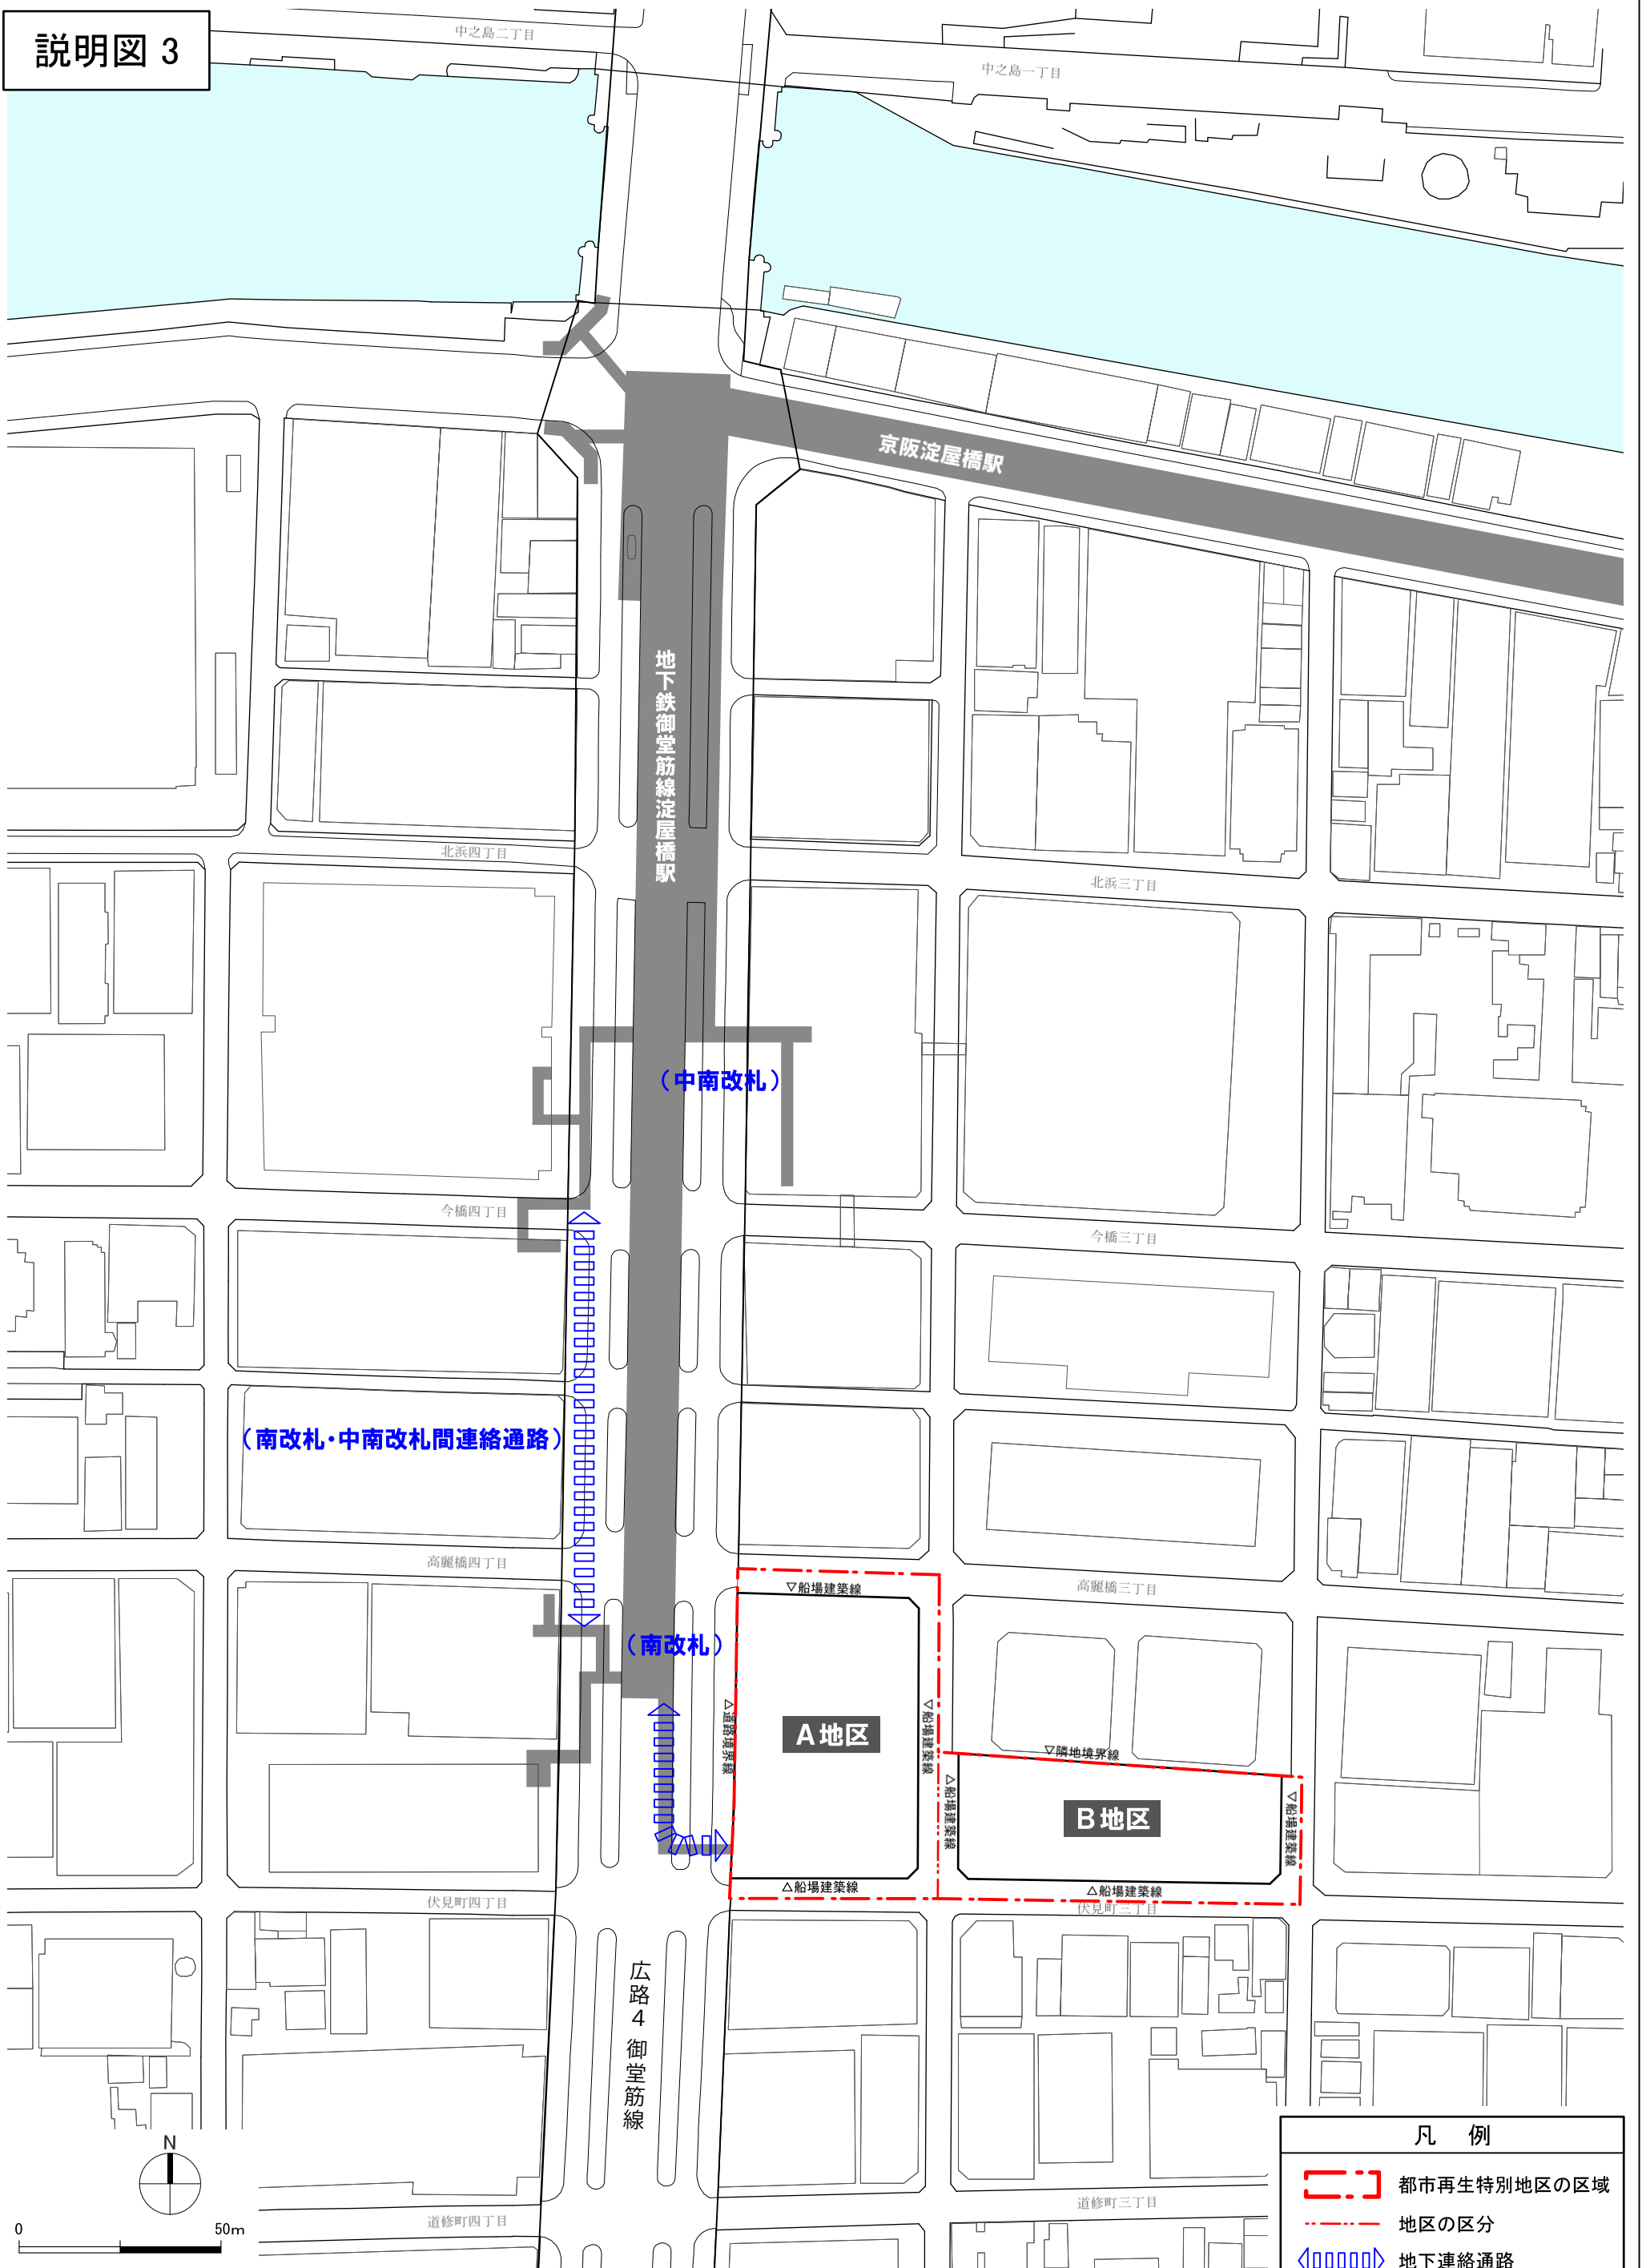 説明図 3
中之島二丁目
中之島一丁目
京阪淀屋橋駅
地下鉄御堂筋線淀屋橋駅
北浜四丁目
北浜三丁目
（中南改札）
今橋四丁目
今橋三丁目
（南改札・中南改札間連絡通路）
高麗橋四丁目
高麗橋三丁目
▽船場建築線
（南改札）
△道路境界線
A地区
▽船場建築線
▽隣地境界線
△船場建築線
B地区
▽船場建築線
△船場建築線
△船場建築線
伏見町四丁目
伏見町三丁目
広路4 御堂筋線
N
0 50m
道修町四丁目
道修町三丁目
凡 例
都市再生特別地区の区域
地区の区分
地下連絡通路